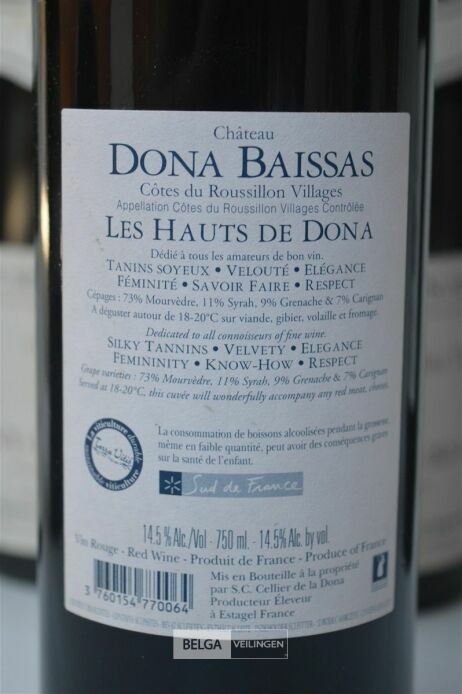 Château
DONA BAISSAS
Côtes du Roussillon Villages
Appellation Côtes du Roussillon Villages Contrôlée
LES HAUTS DE DONA
Dédié à tous les amateurs de bon vin.
TANINS SOYEUX • VELOUTÉ • ELÉGANCE
FÉMINITÉ • SAVOIR FAIRE • RESPECT
Cépages : 73% Mourvèdre, 11% Syrah, 9% Grenache & 7% Carignan
A déguster autour de 18-20°C sur viande, gibier, volaille et fromage.
Dedicated to all connoisseurs of fine wine.
SILKY TANNINS • VELVETY • ELEGANCE
FEMININITY • KNOW-HOW • RESPECT
Grape varieties : 73% Mourvèdre, 11% Syrah, 9% Grenache & 7% Carignan
Served at 18-20°C, this cuvée will wonderfully accompany any red meat, cheeses.
La viticulture durable
Terra Vitis
La consommation de boissons alcoolisées pendant la grossesse,
même en faible quantité, peut avoir des conséquences graves
sur la santé de l'enfant.
Sud de France
14.5 % Alc./Vol - 750 ml. - 14.5% Alc. by vol.
Vin Rouge - Red Wine - Produit de France - Produce of France
Mis en Bouteille à la propriété
par S.C. Cellier de la Dona
Producteur Éleveur
à Estagel France
3 760154 770064
BELGA VEILINGEN